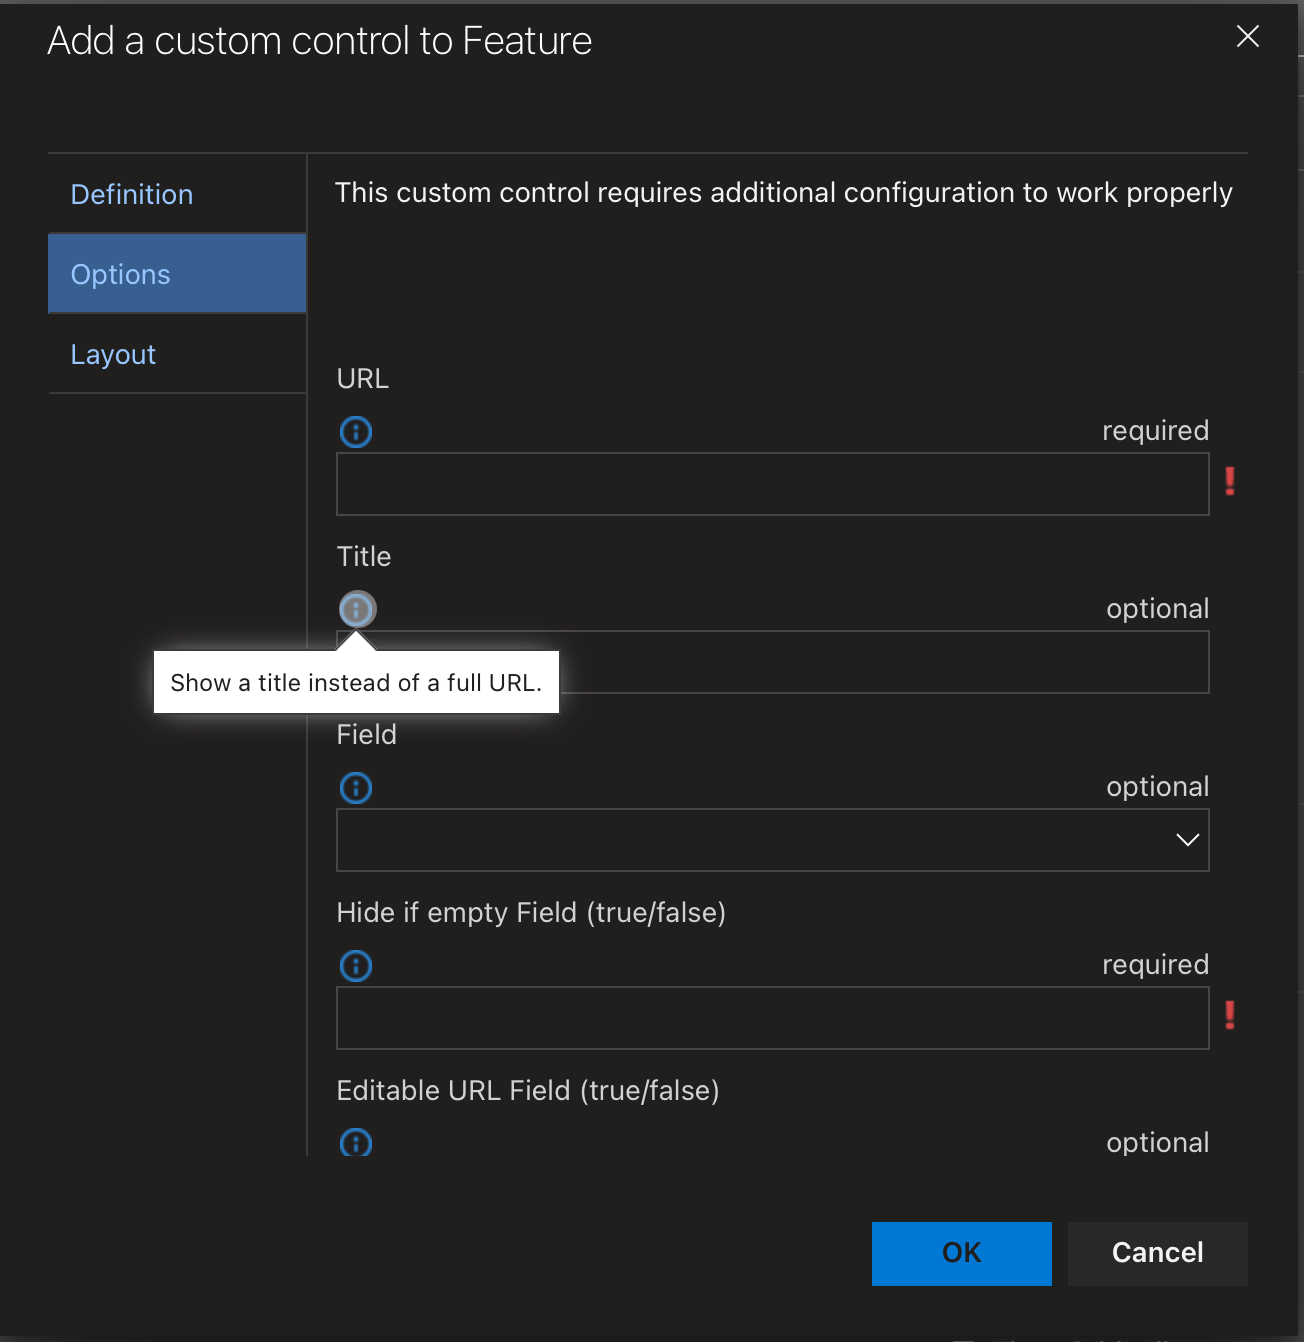 Add a custom control to Feature
Definition
Options
Layout
This custom control requires additional configuration to work properly
URL
required
Title
optional
Show a title instead of a full URL.
Field
optional
Hide if empty Field (true/false)
required
Editable URL Field (true/false)
optional
OK
Cancel